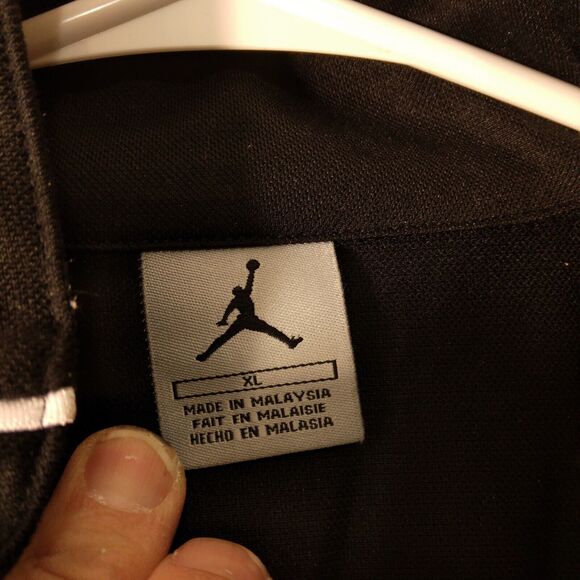 XL
MADE IN MALAYSIA
FAIT EN MALAISIE
HECHO EN MALASIA